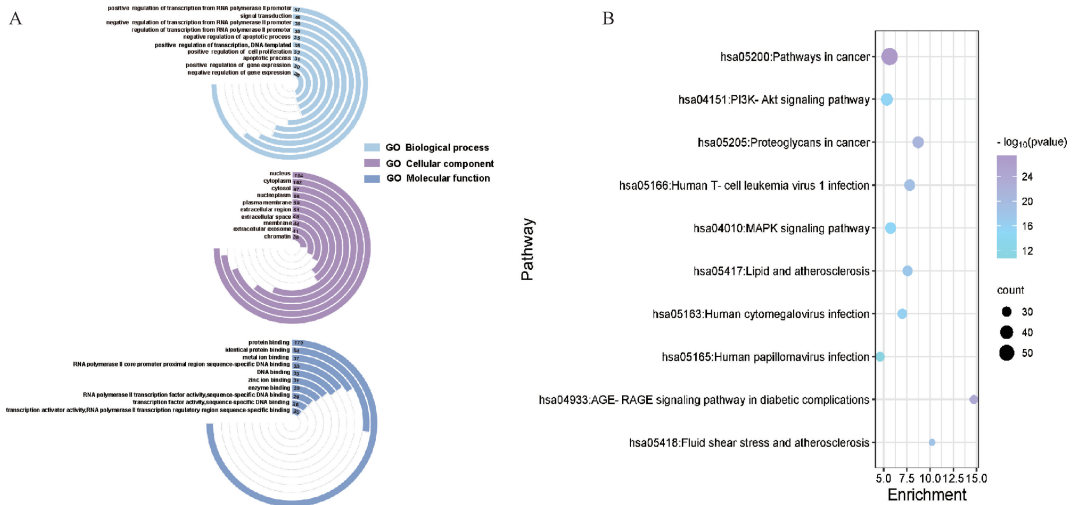 A
positive regulation of transcription from RNA polymerase II promoter
signal transduction
negative regulation of transcription from RNA polymerase II promoter
regulation of transcription from RNA polymerase II promoter
negative regulation of apoptotic process
positive regulation of transcription, DNA-templated
positive regulation of cell proliferation
apoptotic process
positive regulation of gene expression
negative regulation of gene expression
GO Biological process
GO Cellular component
GO Molecular function
nucleus
cytoplasm
cytosol
nucleoplasm
plasma membrane
extracellular region
extracellular space
membrane
extracellular exosome
chromatin
protein binding
identical protein binding
metal ion binding
RNA polymerase II core promoter proximal region sequence-specific DNA binding
DNA binding
zinc ion binding
enzyme binding
RNA polymerase II transcription factor activity,sequence-specific DNA binding
transcription factor activity,sequence-specific DNA binding
transcription activator activity,RNA polymerase II transcription regulatory region sequence-specific binding
B
Pathway
hsa05200:Pathways in cancer
hsa04151:PI3K- Akt signaling pathway
hsa05205:Proteoglycans in cancer
hsa05166:Human T- cell leukemia virus 1 infection
hsa04010:MAPK signaling pathway
hsa05417:Lipid and atherosclerosis
hsa05163:Human cytomegalovirus infection
hsa05165:Human papillomavirus infection
hsa04933:AGE- RAGE signaling pathway in diabetic complications
hsa05418:Fluid shear stress and atherosclerosis
5.0 7.5 10.0 12.5 15.0
Enrichment
- log10(pvalue)
24
20
16
12
count
30
40
50